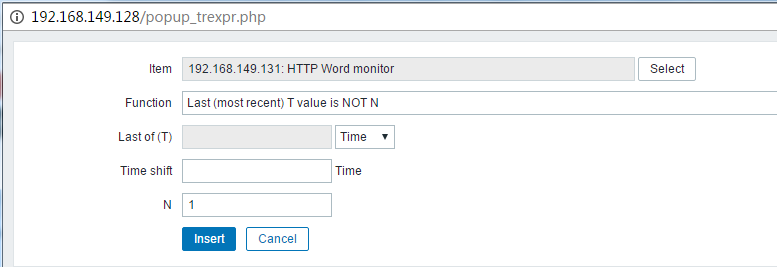 192.168.149.128/popup_trexpr.php
Item 192.168.149.131: HTTP Word monitor Select
Function Last (most recent) T value is NOT N
Last of (T) Time
Time shift Time
N 1
Insert Cancel